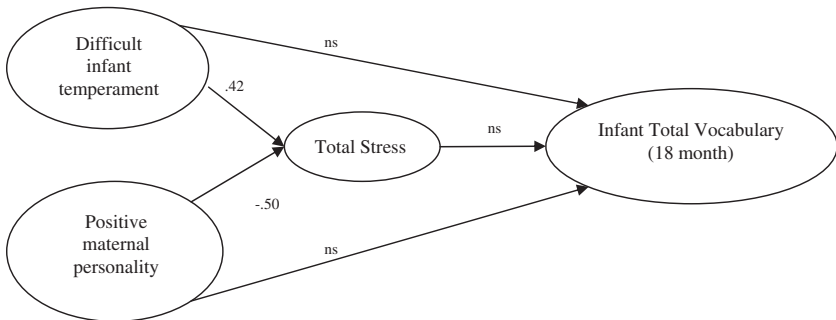 Difficult
infant
temperament
ns
.42
Total Stress
ns
Infant Total Vocabulary
(18 month)
-.50
Positive
maternal
personality
ns